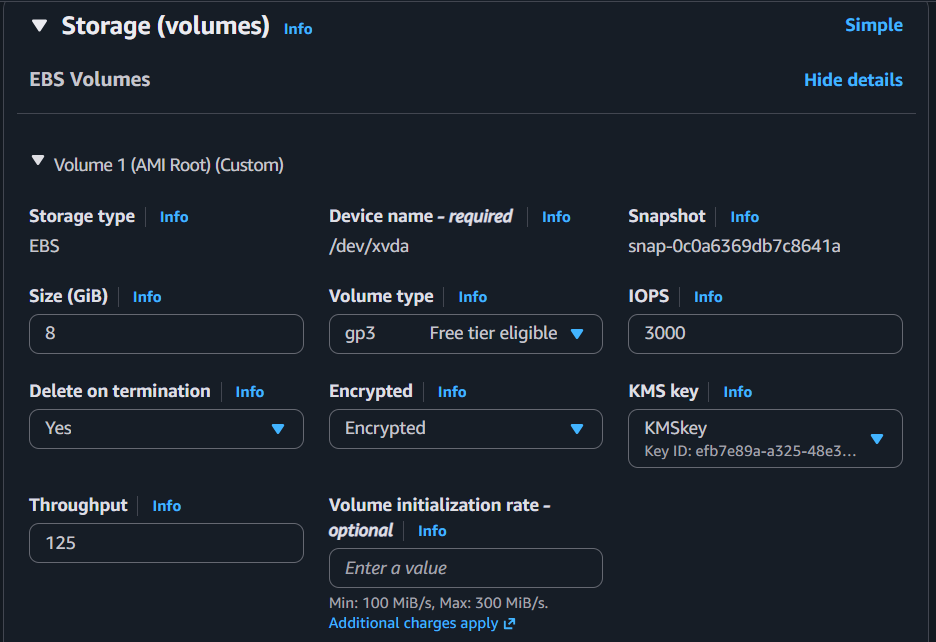 Storage (volumes) Info Simple
EBS Volumes Hide details
Volume 1 (AMI Root) (Custom)
Storage type Info Device name - required Info Snapshot Info
EBS /dev/xvda snap-0c0a6369db7c8641a
Size (GiB) Info Volume type Info IOPS Info
8 gp3 Free tier eligible 3000
Delete on termination Info Encrypted Info KMS key Info
Yes Encrypted KMSkey
Key ID: efb7e89a-a325-48e3...
Throughput Info Volume initialization rate -
optional Info
125
Enter a value
Min: 100 MiB/s, Max: 300 MiB/s.
Additional charges apply